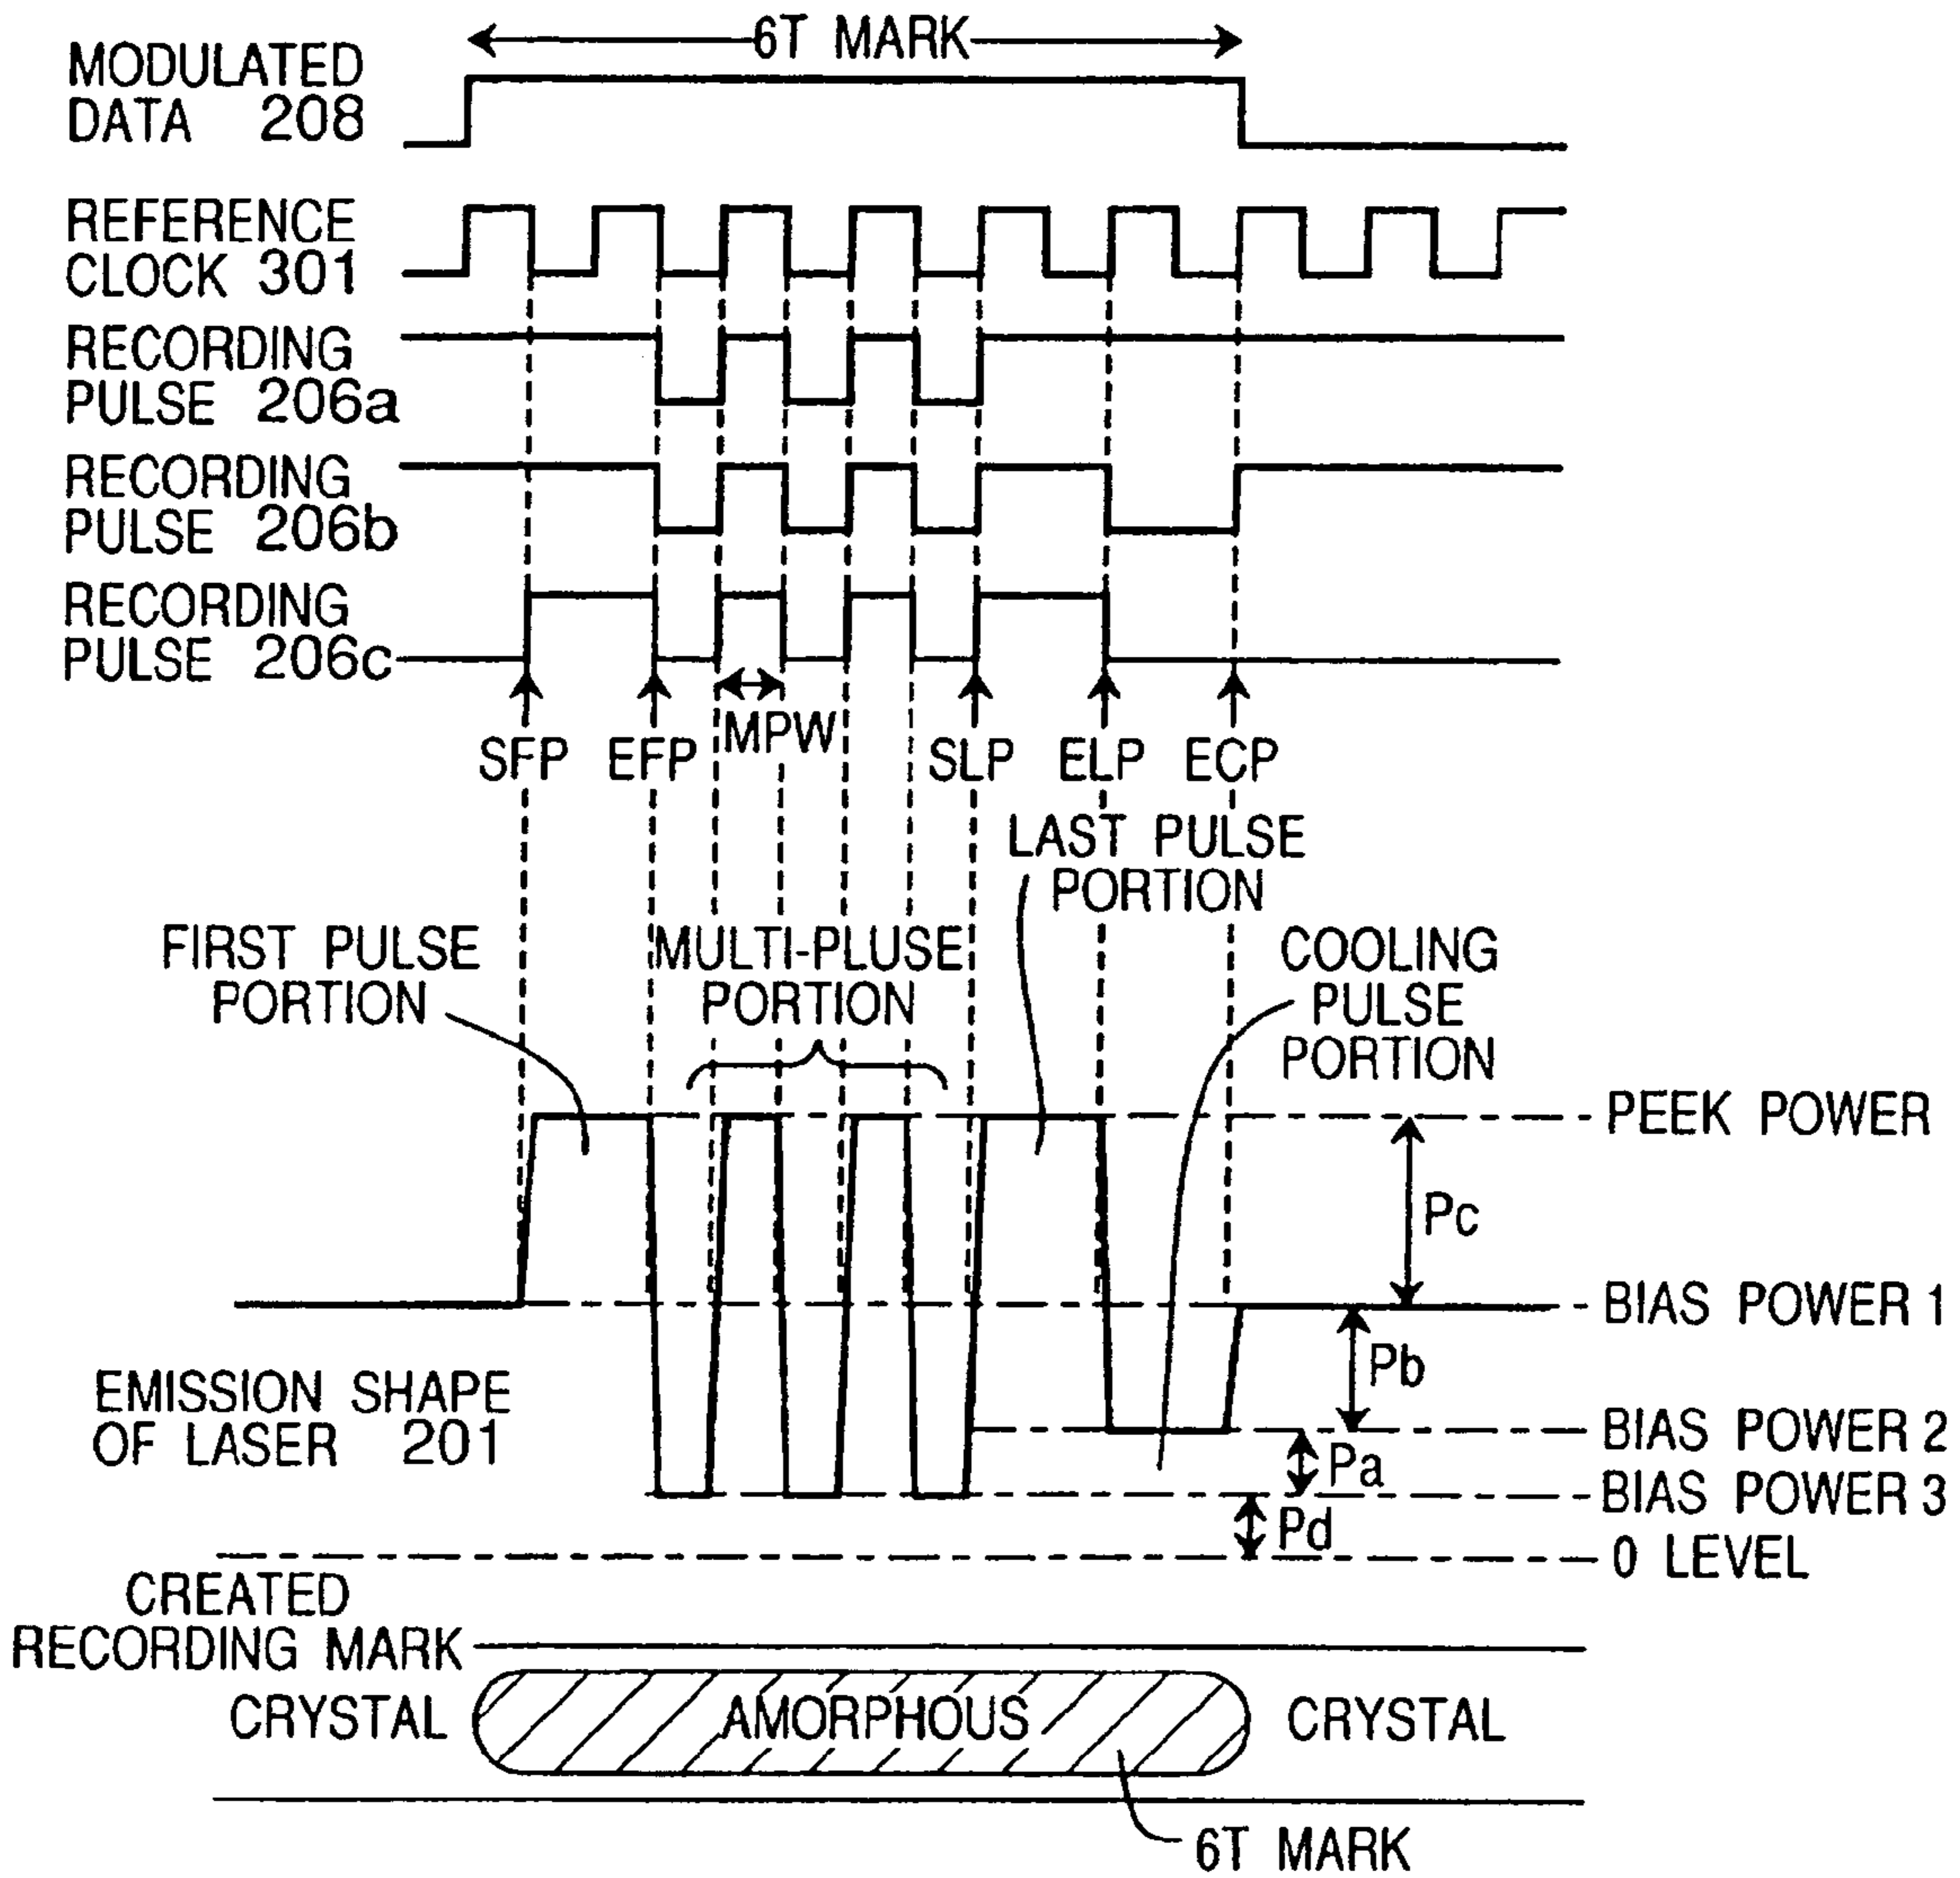 6T MARK
MODULATED
DATA 208
REFERENCE
CLOCK 301
RECORDING
PULSE 206a
RECORDING
PULSE 206b
RECORDING
PULSE 206c
MPW
SFP EFP SLP ELP ECP
LAST PULSE
PORTION
FIRST PULSE
PORTION
MULTI-PLUSE
PORTION
COOLING
PULSE
PORTION
PEEK POWER
Pc
BIAS POWER 1
Pb
EMISSION SHAPE
OF LASER 201
BIAS POWER 2
Pa
BIAS POWER 3
Pd
0 LEVEL
CREATED
RECORDING MARK
CRYSTAL AMORPHOUS CRYSTAL
6T MARK